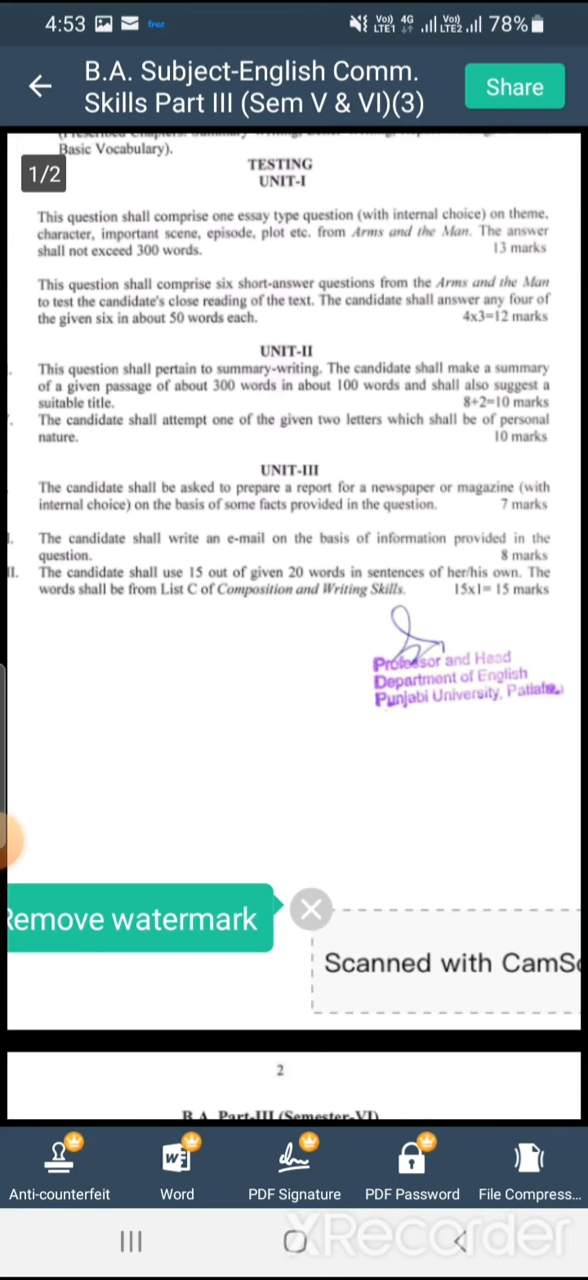 4:53 Voo) 4G Voo) 78%
LTE1 LTE2
B.A. Subject-English Comm.
Skills Part III (Sem V & VI)(3)
Share
Basic Vocabulary).
1/2
TESTING
UNIT-I
This question shall comprise one essay type question (with internal choice) on theme,
character, important scene, episode, plot etc. from Arms and the Man. The answer
shall not exceed 300 words. 13 marks
This question shall comprise six short-answer questions from the Arms and the Man
to test the candidate's close reading of the text. The candidate shall answer any four of
the given six in about 50 words each. 4x3=12 marks
UNIT-II
This question shall pertain to summary-writing. The candidate shall make a summary
of a given passage of about 300 words in about 100 words and shall also suggest a
suitable title. 8+2=10 marks
The candidate shall attempt one of the given two letters which shall be of personal
nature. 10 marks
UNIT-III
The candidate shall be asked to prepare a report for a newspaper or magazine (with
internal choice) on the basis of some facts provided in the question. 7 marks
I. The candidate shall write an e-mail on the basis of information provided in the
question. 8 marks
II. The candidate shall use 15 out of given 20 words in sentences of her/his own. The
words shall be from List C of Composition and Writing Skills. 15x1= 15 marks
Professor and Head
Department of English
Punjabi University, Patiala
Remove watermark
Scanned with CamSc
2
B.A. Part-III (Semester-VI)
Anti-counterfeit Word PDF Signature PDF Password File Compress...
XRecorder